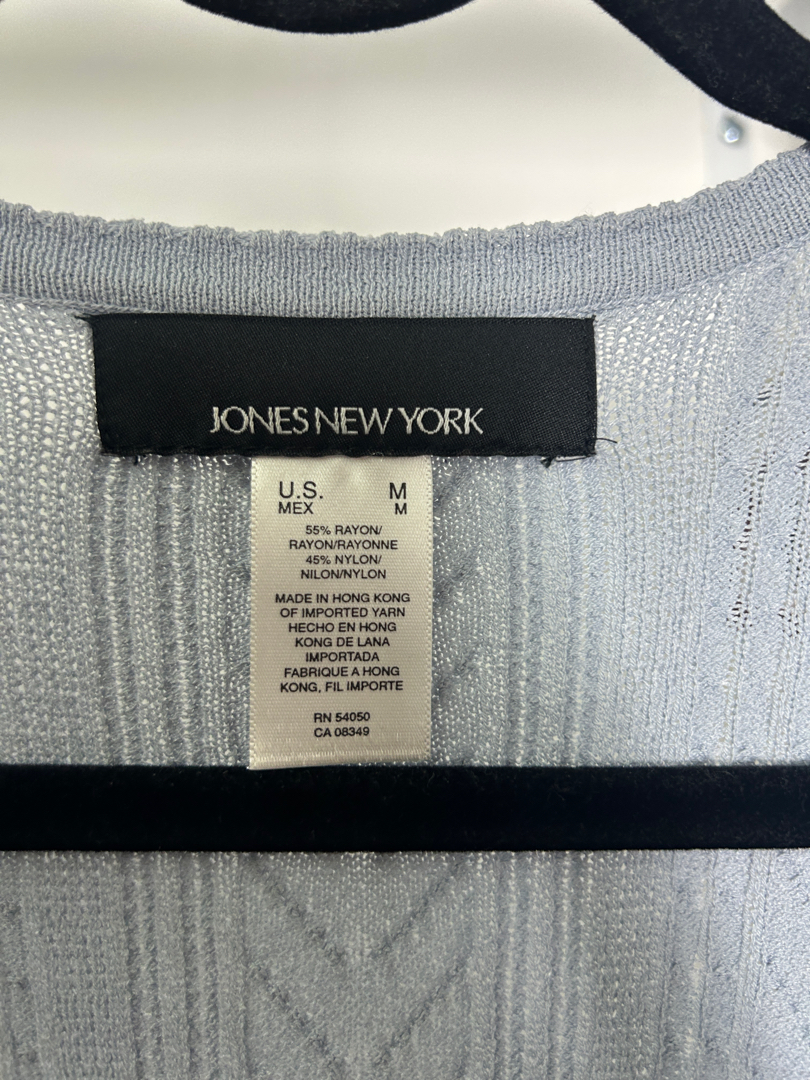 JONES NEW YORK
U.S. M
MEX M
55% RAYON/
RAYON/RAYONNE
45% NYLON/
NILON/NYLON
MADE IN HONG KONG
OF IMPORTED YARN
HECHO EN HONG
KONG DE LANA
IMPORTADA
FABRIQUE A HONG
KONG, FIL IMPORTE
RN 54050
CA 08349